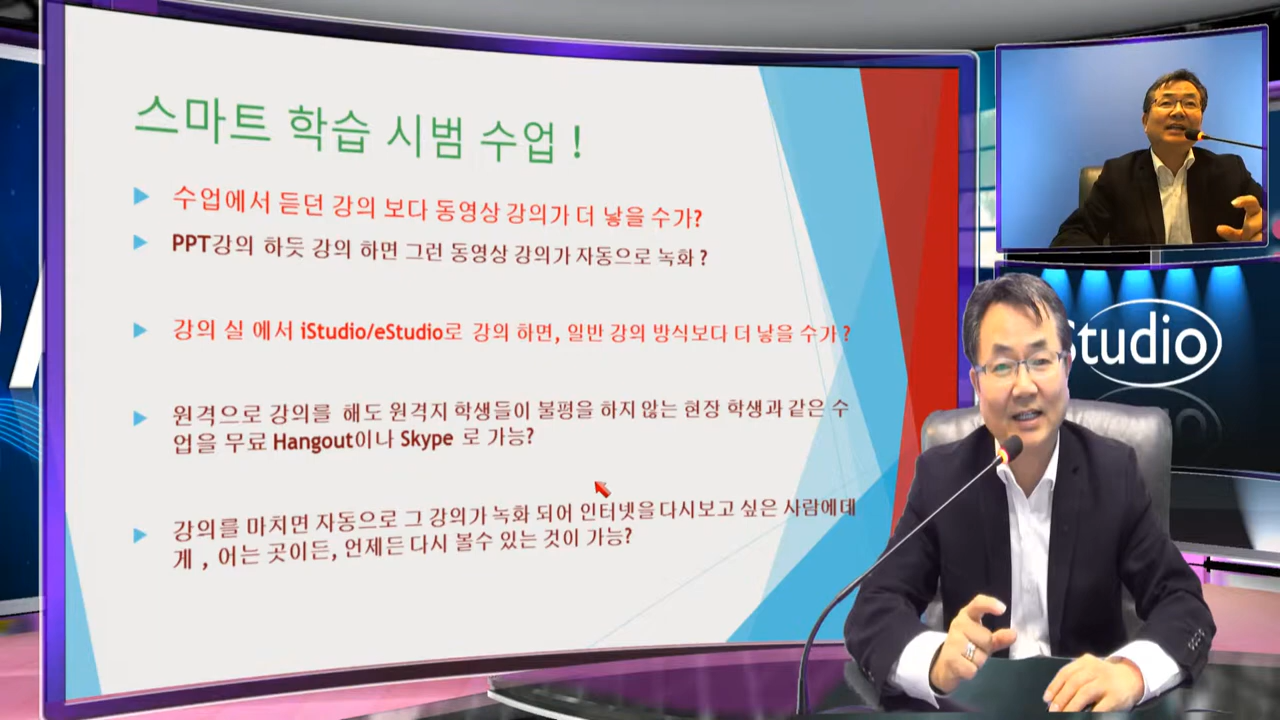 스마트 학습 시범 수업 !
수업에서 듣던 강의 보다 동영상 강의가 더 낳을 수가?
PPT강의 하듯 강의 하면 그런 동영상 강의가 자동으로 녹화 ?
강의 실 에서 iStudio/eStudio로 강의 하면, 일반 강의 방식보다 더 낳을 수가 ?
원격으로 강의를 해도 원격지 학생들이 불평을 하지 않는 현장 학생과 같은 수
업을 무료 Hangout이나 Skype 로 가능?
강의를 마치면 자동으로 그 강의가 녹화 되어 인터넷을 다시보고 싶은 사람에데
게 , 어는 곳이든, 언제든 다시 볼수 있는 것이 가능?
Studio